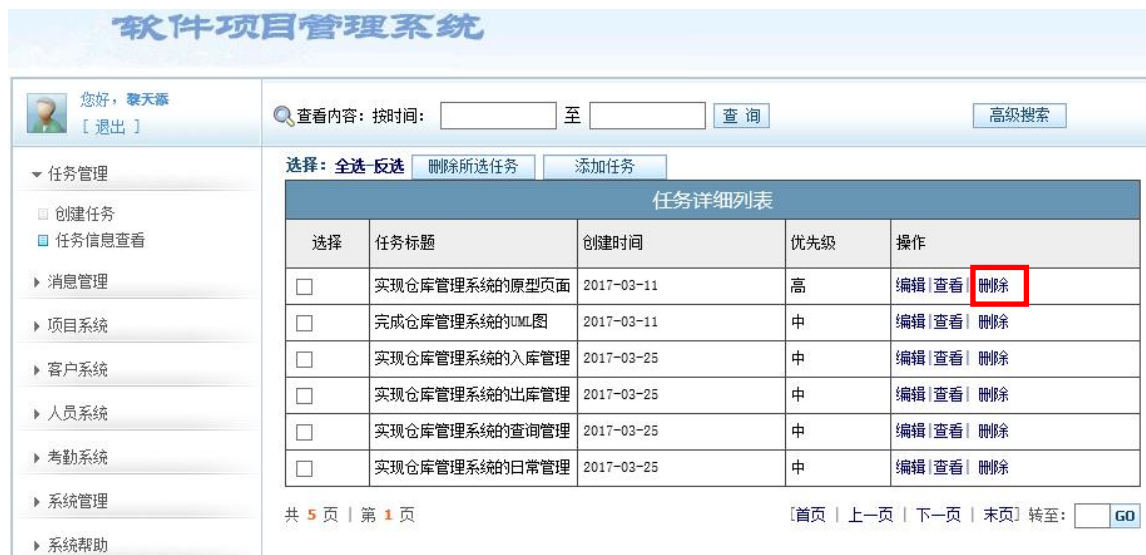 软件项目管理系统
您好，黎天添
[ 退出 ]
查看内容：按时间： 至 查 询 高级搜索
任务管理
创建任务
任务信息查看
消息管理
项目系统
客户系统
人员系统
考勤系统
系统管理
系统帮助
选择：全选-反选 删除所选任务 添加任务
任务详细列表
选择 任务标题 创建时间 优先级 操作
实现仓库管理系统的原型页面 2017-03-11 高 编辑|查看| 删除
完成仓库管理系统的UML图 2017-03-11 中 编辑|查看| 删除
实现仓库管理系统的入库管理 2017-03-25 中 编辑|查看| 删除
实现仓库管理系统的出库管理 2017-03-25 中 编辑|查看| 删除
实现仓库管理系统的查询管理 2017-03-25 中 编辑|查看| 删除
实现仓库管理系统的日常管理 2017-03-25 中 编辑|查看| 删除
共 5 页 | 第 1 页 [首页 | 上一页 | 下一页 | 末页] 转至： GO